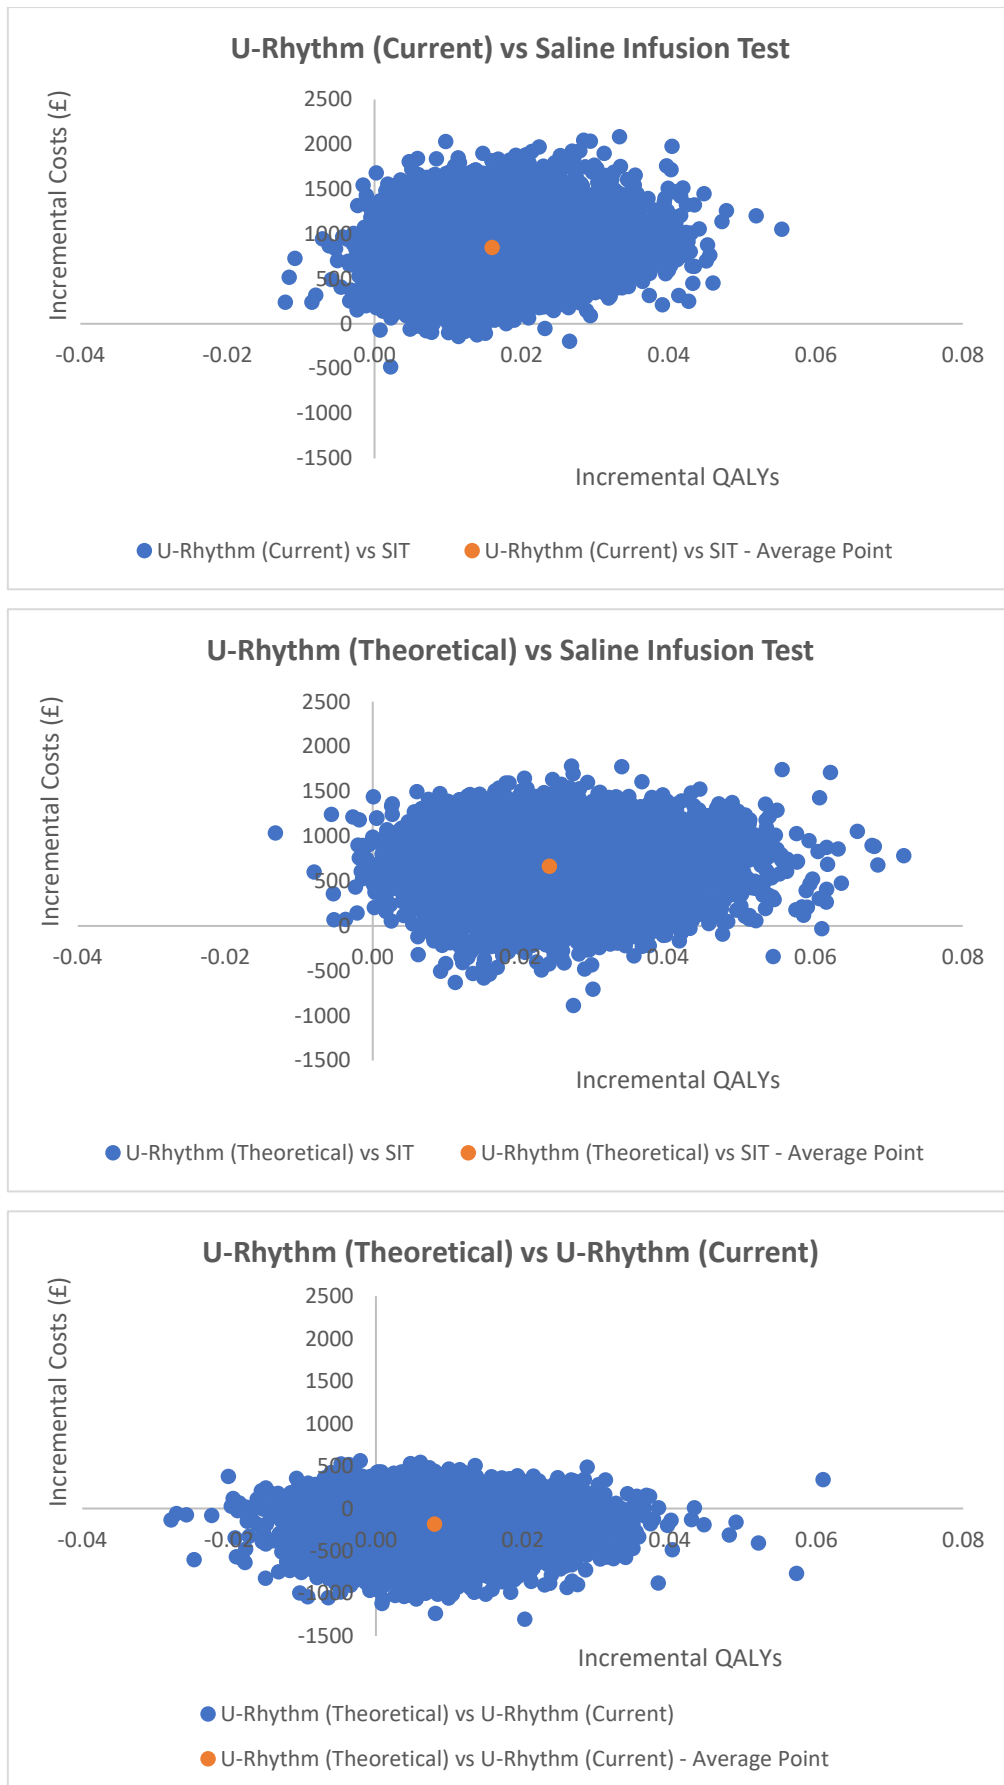 U-Rhythm (Current) vs Saline Infusion Test
Incremental Costs (£)
2500
2000
1500
1000
500
0
-500
-1000
-1500
-0.04 -0.02 0.00 0.02 0.04 0.06 0.08
Incremental QALYs
U-Rhythm (Current) vs SIT U-Rhythm (Current) vs SIT - Average Point
U-Rhythm (Theoretical) vs Saline Infusion Test
Incremental Costs (£)
2500
2000
1500
1000
500
0
-500
-1000
-1500
-0.04 -0.02 0.00 0.02 0.04 0.06 0.08
Incremental QALYs
U-Rhythm (Theoretical) vs SIT U-Rhythm (Theoretical) vs SIT - Average Point
U-Rhythm (Theoretical) vs U-Rhythm (Current)
Incremental Costs (£)
2500
2000
1500
1000
500
0
-500
-1000
-1500
-0.04 -0.02 0.00 0.02 0.04 0.06 0.08
Incremental QALYs
U-Rhythm (Theoretical) vs U-Rhythm (Current)
U-Rhythm (Theoretical) vs U-Rhythm (Current) - Average Point